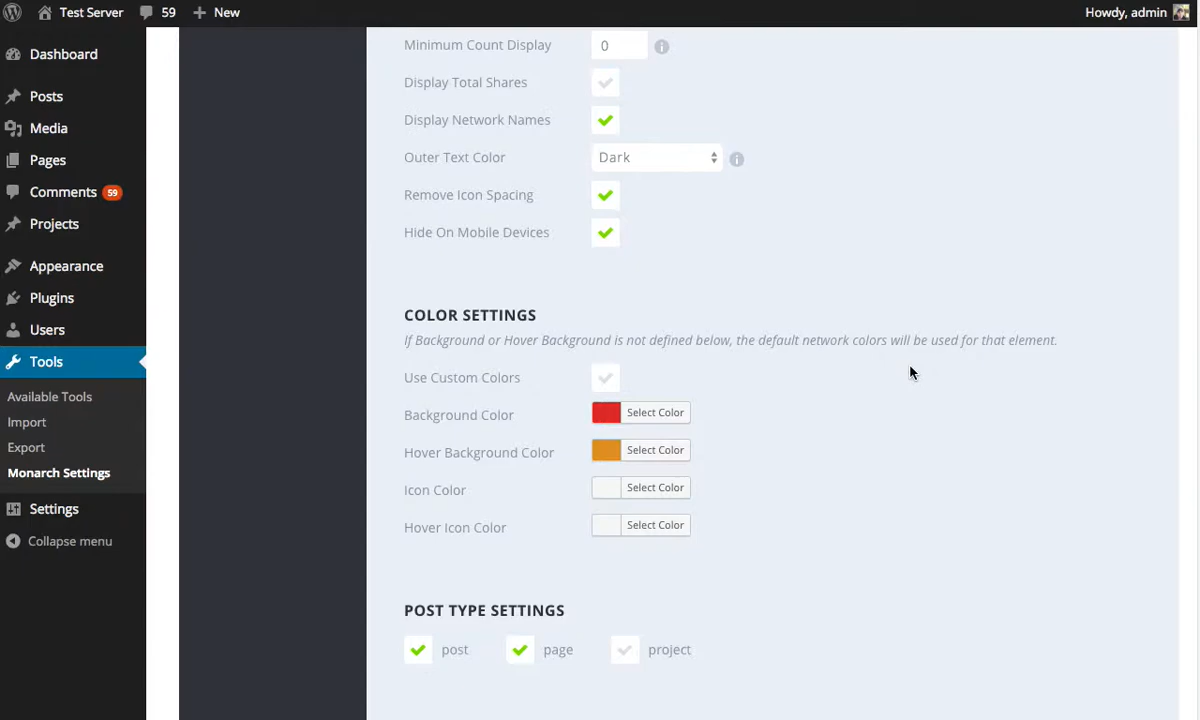 Test Server 59 New Howdy, admin
Dashboard
Posts
Media
Pages
Comments 59
Projects
Appearance
Plugins
Users
Tools
Available Tools
Import
Export
Monarch Settings
Settings
Collapse menu
Minimum Count Display 0
Display Total Shares
Display Network Names
Outer Text Color Dark
Remove Icon Spacing
Hide On Mobile Devices
COLOR SETTINGS
If Background or Hover Background is not defined below, the default network colors will be used for that element.
Use Custom Colors
Background Color Select Color
Hover Background Color Select Color
Icon Color Select Color
Hover Icon Color Select Color
POST TYPE SETTINGS
post page project